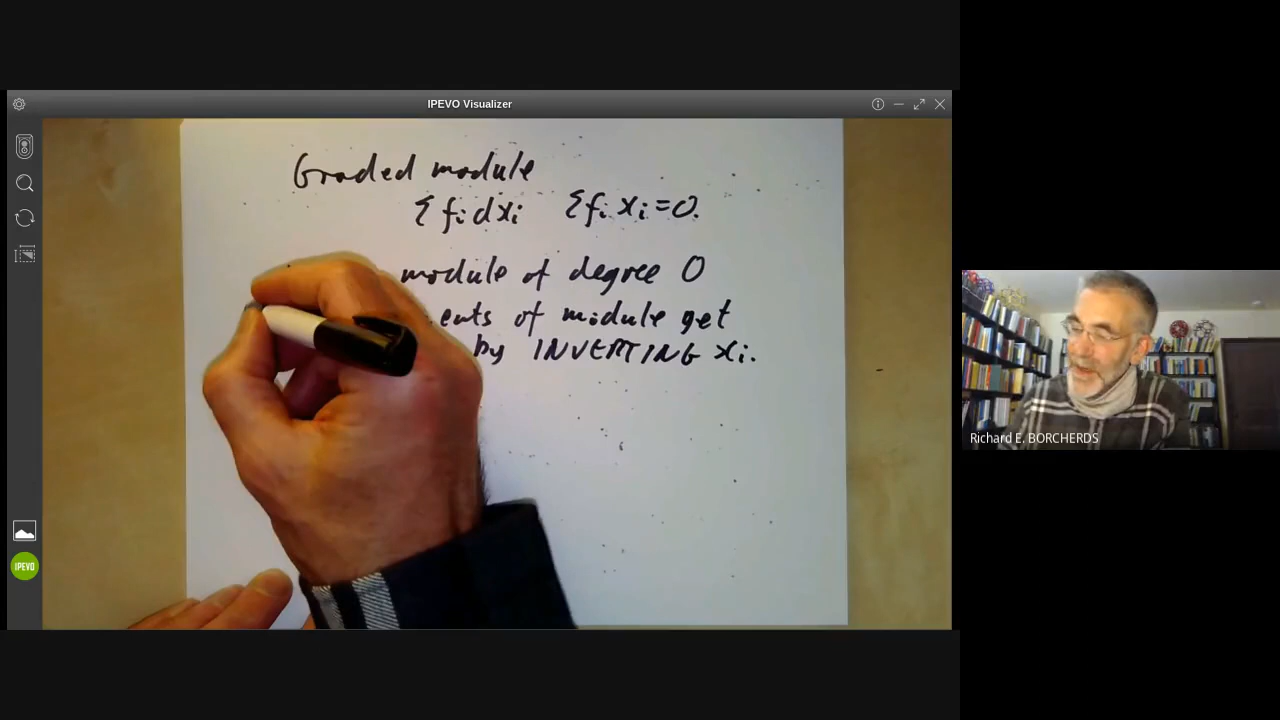 IPEVO Visualizer
Graded module
Σ fᵢ dxᵢ Σ fᵢ xᵢ = 0.
module of degree 0
ents of module get
by INVERTING xᵢ.
IPEVO
Richard E. BORCHERDS